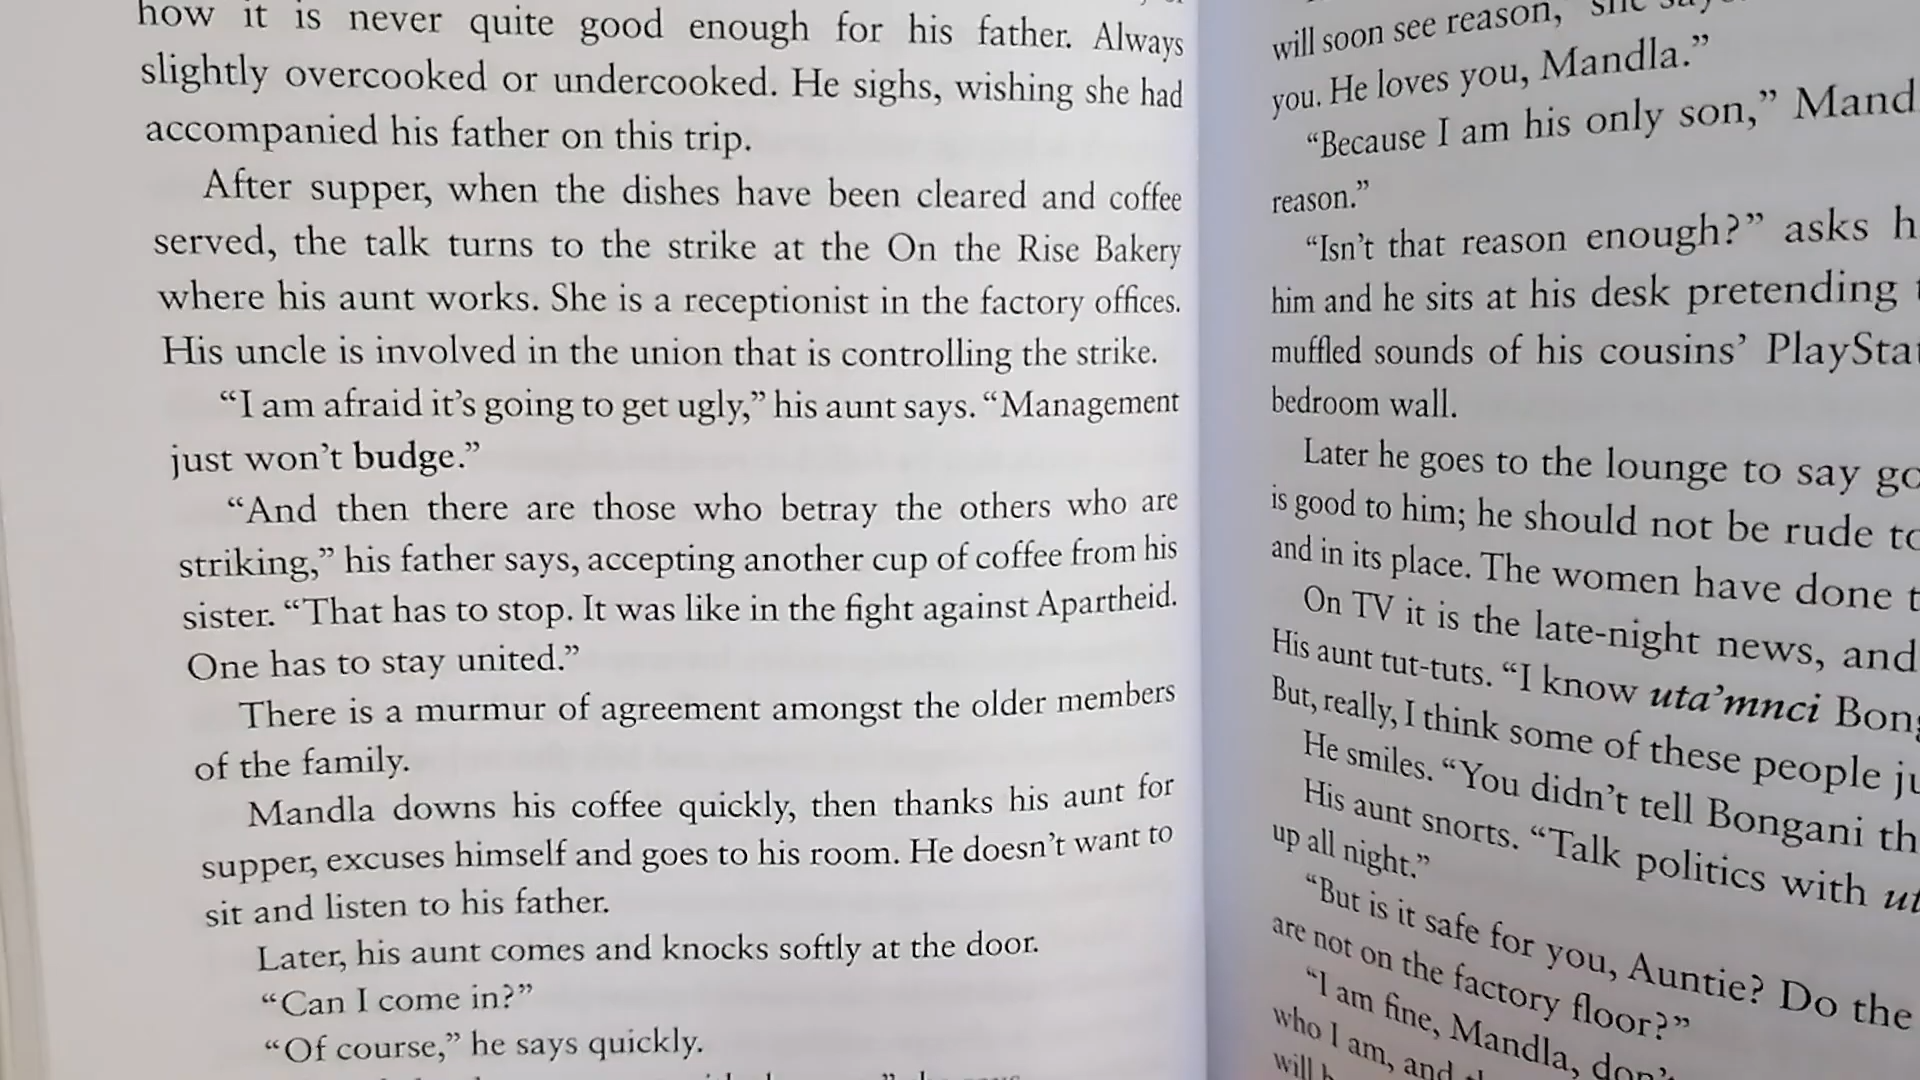 how it is never quite good enough for his father. Always
slightly overcooked or undercooked. He sighs, wishing she had
accompanied his father on this trip.
After supper, when the dishes have been cleared and coffee
served, the talk turns to the strike at the On the Rise Bakery
where his aunt works. She is a receptionist in the factory offices.
His uncle is involved in the union that is controlling the strike.
“I am afraid it’s going to get ugly,” his aunt says. “Management
just won’t budge.”
“And then there are those who betray the others who are
striking,” his father says, accepting another cup of coffee from his
sister. “That has to stop. It was like in the fight against Apartheid.
One has to stay united.”
There is a murmur of agreement amongst the older members
of the family.
Mandla downs his coffee quickly, then thanks his aunt for
supper, excuses himself and goes to his room. He doesn’t want to
sit and listen to his father.
Later, his aunt comes and knocks softly at the door.
“Can I come in?”
“Of course,” he says quickly.
will soon see reason,
you. He loves you, Mandla.”
“Because I am his only son,”
reason.”
“Isn’t that reason enough?” asks
him and he sits at his desk pretending
muffled sounds of his cousins’
bedroom wall.
Later he goes to the lounge to say
is good to him; he should not be rude
and in its place. The women have done
On TV it is the late-night news, and
His aunt tut-tuts. “I know uta’mnci
But, really, I think some of these people
He smiles. “You didn’t tell Bongani
His aunt snorts. “Talk politics with
up all night.”
“But is it safe for you, Auntie? Do the
are not on the factory floor?”
“I am fine, Mandla,
who I am, and
will